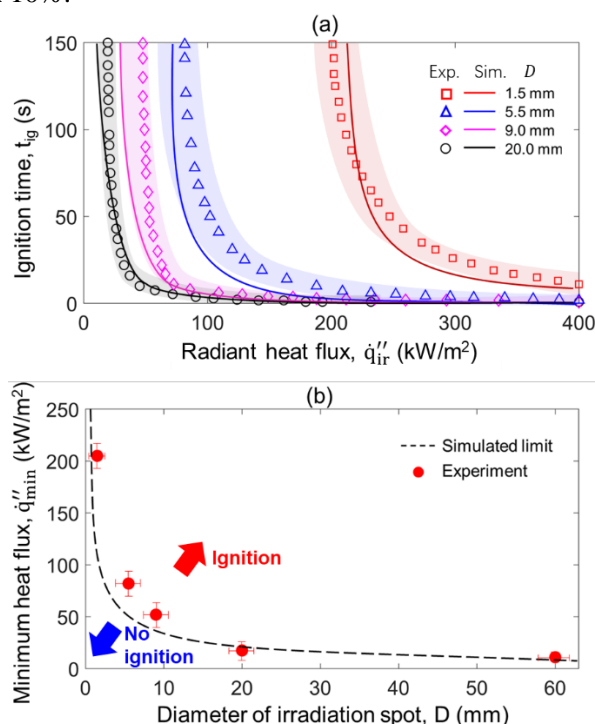 (a)
150
100
50
0
Ignition time, t_ig (s)
Exp. Sim. D
1.5 mm
5.5 mm
9.0 mm
20.0 mm
0 100 200 300 400
Radiant heat flux, q̇″ir (kW/m²)
(b)
250
200
150
100
50
0
Minimum heat flux, q̇″min (kW/m²)
Simulated limit
Experiment
Ignition
No
ignition
0 10 20 30 40 50 60
Diameter of irradiation spot, D (mm)